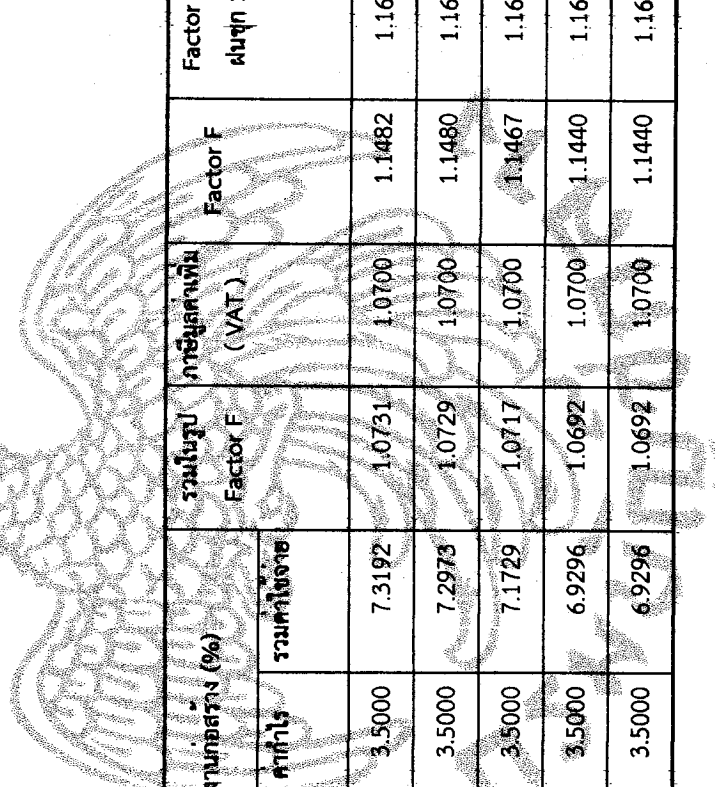 งานก่อสร้าง (%) รวมในรูป ภาษีมูลค่าเพิ่ม Factor
ค่ากำไร รวมค่าใช้จ่าย Factor F ( VAT ) Factor F ฝนชุก
3.5000 7.3192 1.0731 1.0700 1.1482 1.16
3.5000 7.2973 1.0729 1.0700 1.1480 1.16
3.5000 7.1729 1.0717 1.0700 1.1467 1.16
3.5000 6.9296 1.0692 1.0700 1.1440 1.16
3.5000 6.9296 1.0692 1.0700 1.1440 1.16